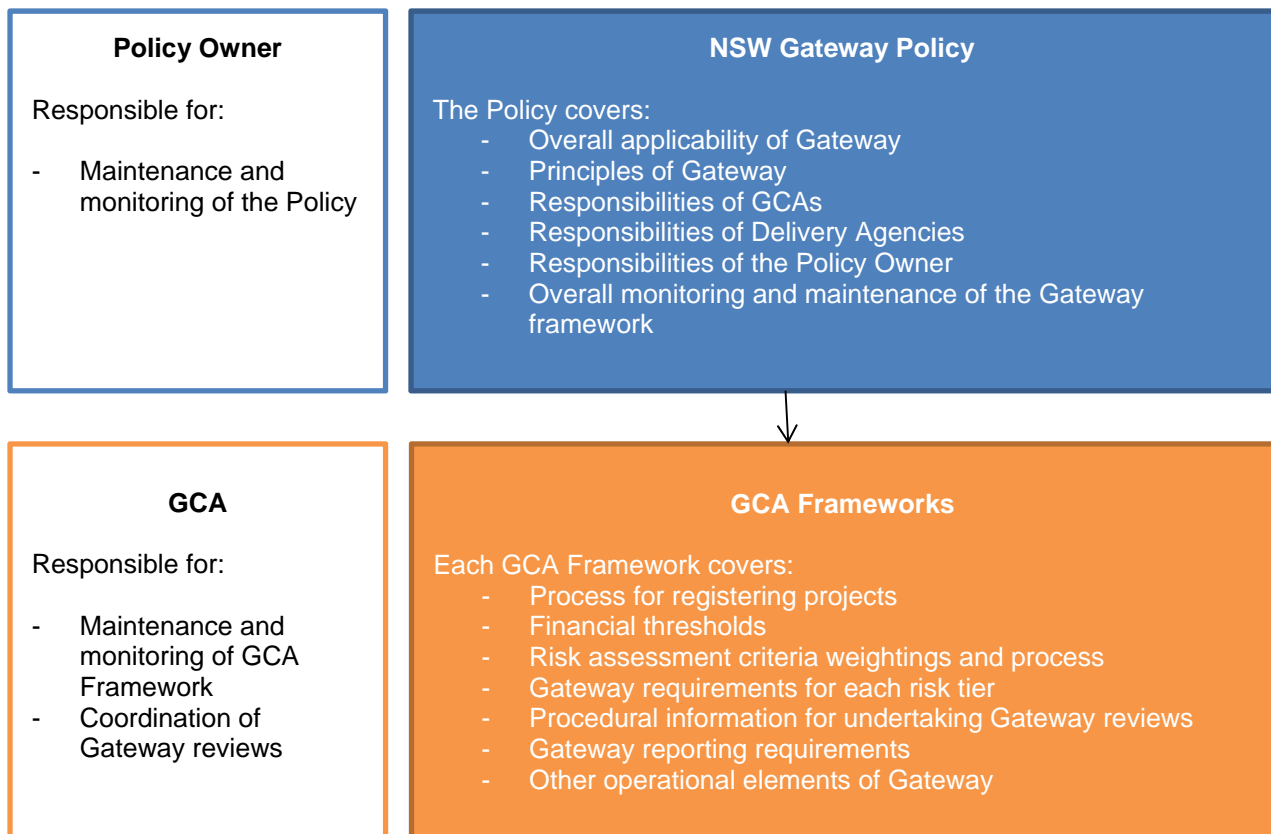 Policy Owner
Responsible for:
- Maintenance and
monitoring of the Policy
NSW Gateway Policy
The Policy covers:
- Overall applicability of Gateway
- Principles of Gateway
- Responsibilities of GCAs
- Responsibilities of Delivery Agencies
- Responsibilities of the Policy Owner
- Overall monitoring and maintenance of the Gateway
framework
GCA
Responsible for:
- Maintenance and
monitoring of GCA
Framework
- Coordination of
Gateway reviews
GCA Frameworks
Each GCA Framework covers:
- Process for registering projects
- Financial thresholds
- Risk assessment criteria weightings and process
- Gateway requirements for each risk tier
- Procedural information for undertaking Gateway reviews
- Gateway reporting requirements
- Other operational elements of Gateway